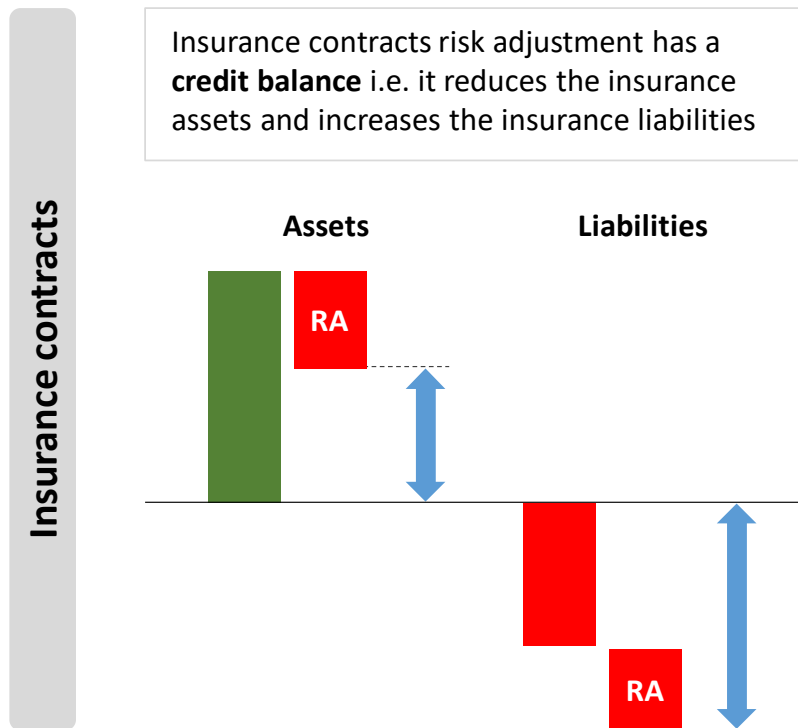 Insurance contracts
Insurance contracts risk adjustment has a
credit balance i.e. it reduces the insurance
assets and increases the insurance liabilities
Assets
Liabilities
RA
RA